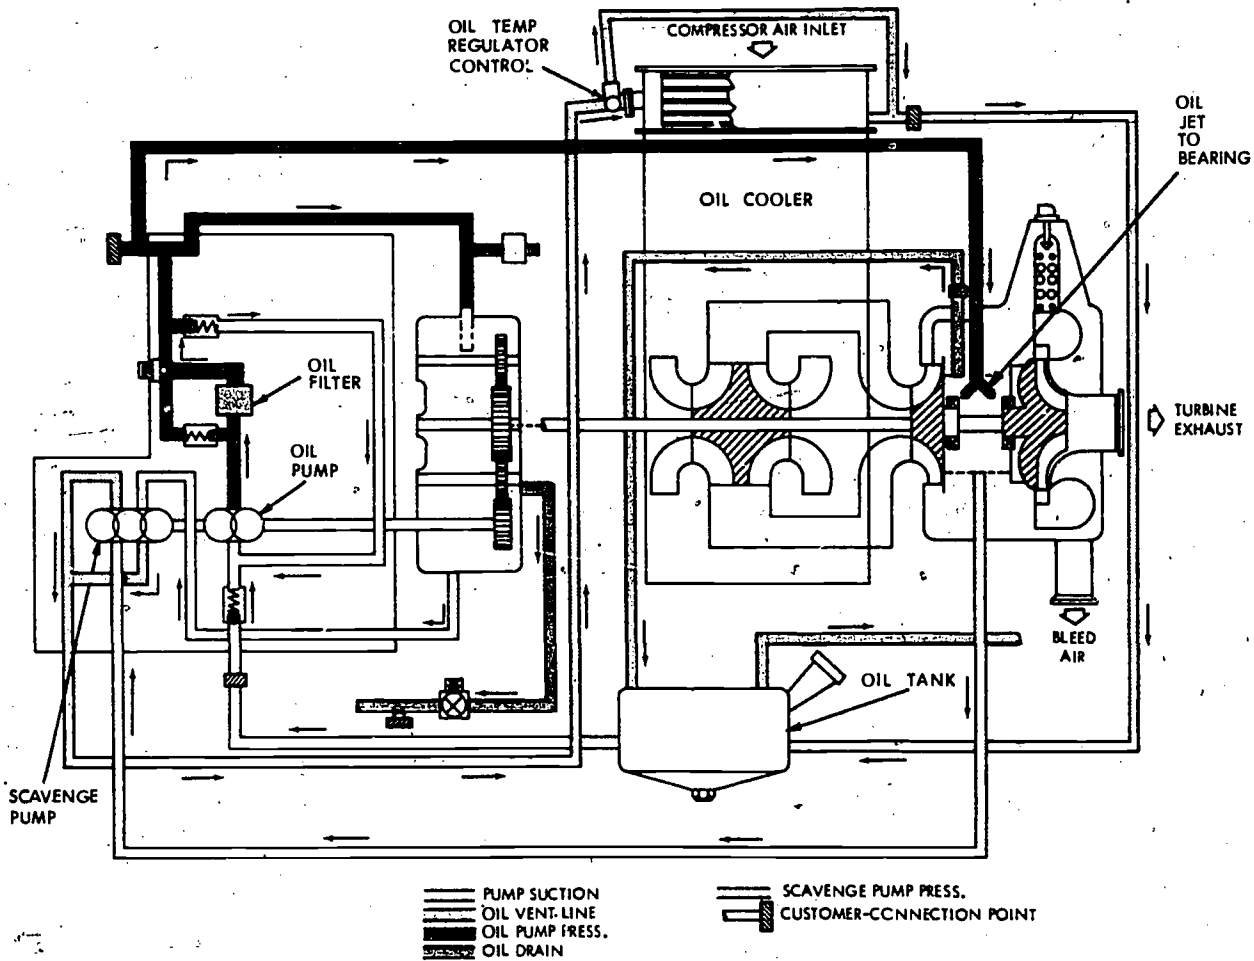 OIL TEMP
REGULATOR
CONTROL
COMPRESSOR AIR INLET
OIL
JET
TO
BEARING
OIL COOLER
OIL
FILTER
TURBINE
EXHAUST
OIL
PUMP
BLEED
AIR
OIL TANK
SCAVENGE
PUMP
PUMP SUCTION
OIL VENT-LINE
OIL PUMP PRESS.
OIL DRAIN
SCAVENGE PUMP PRESS.
CUSTOMER-CONNECTION POINT